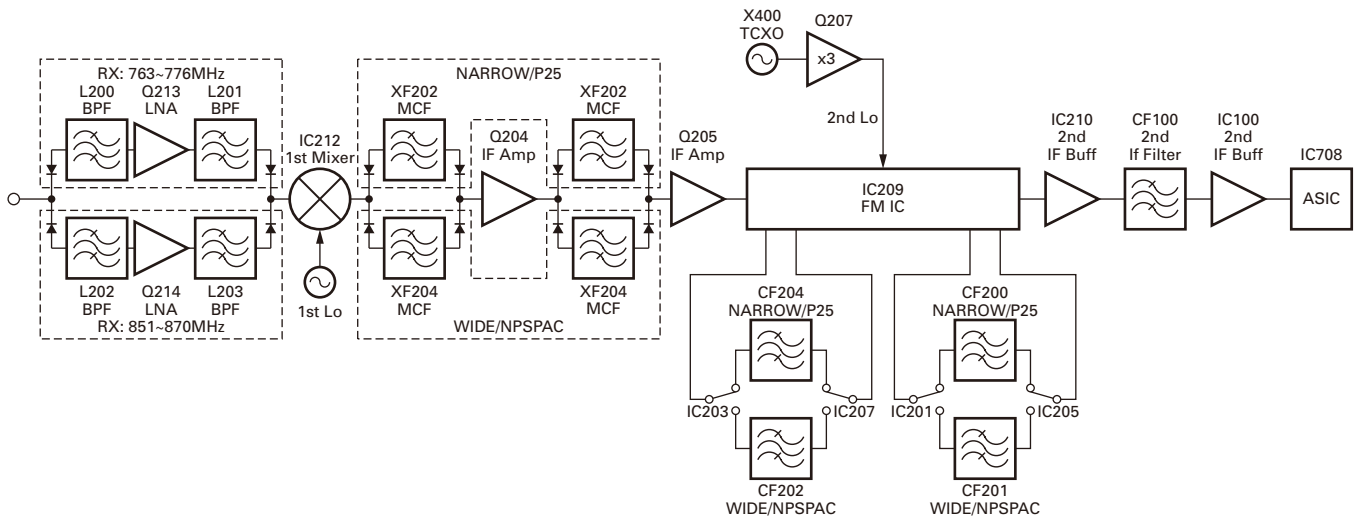 X400
TCXO
Q207
x3
2nd Lo
RX: 763~776MHz
L200
BPF
Q213
LNA
L201
BPF
L202
BPF
Q214
LNA
L203
BPF
RX: 851~870MHz
IC212
1st Mixer
1st Lo
NARROW/P25
XF202
MCF
Q204
IF Amp
XF202
MCF
XF204
MCF
XF204
MCF
WIDE/NPSPAC
Q205
IF Amp
IC209
FM IC
IC210
2nd
IF Buff
CF100
2nd
If Filter
IC100
2nd
IF Buff
IC708
ASIC
CF204
NARROW/P25
IC203
IC207
CF202
WIDE/NPSPAC
CF200
NARROW/P25
IC201
IC205
CF201
WIDE/NPSPAC